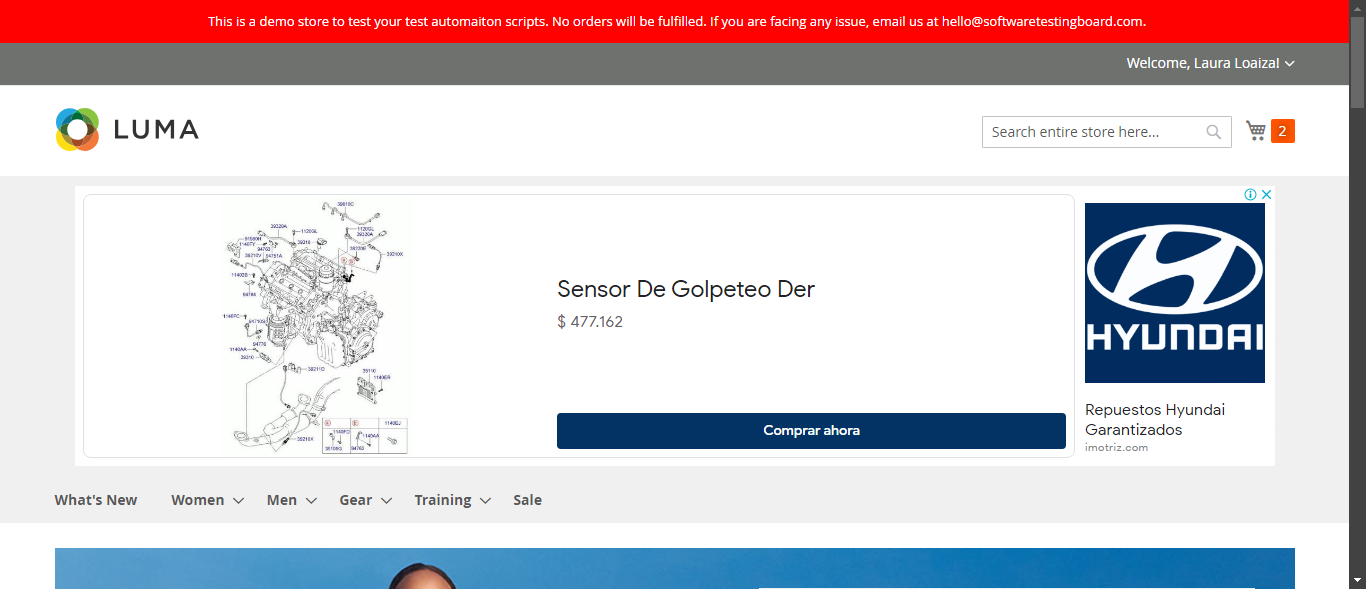 This is a demo store to test your test automaiton scripts. No orders will be fulfilled. If you are facing any issue, email us at hello@softwaretestingboard.com.
Welcome, Laura Loaiza!
LUMA
Search entire store here...
2
Sensor De Golpeteo Der
$ 477.162
Comprar ahora
HYUNDAI
Repuestos Hyundai
Garantizados
imotriz.com
What's New
Women
Men
Gear
Training
Sale